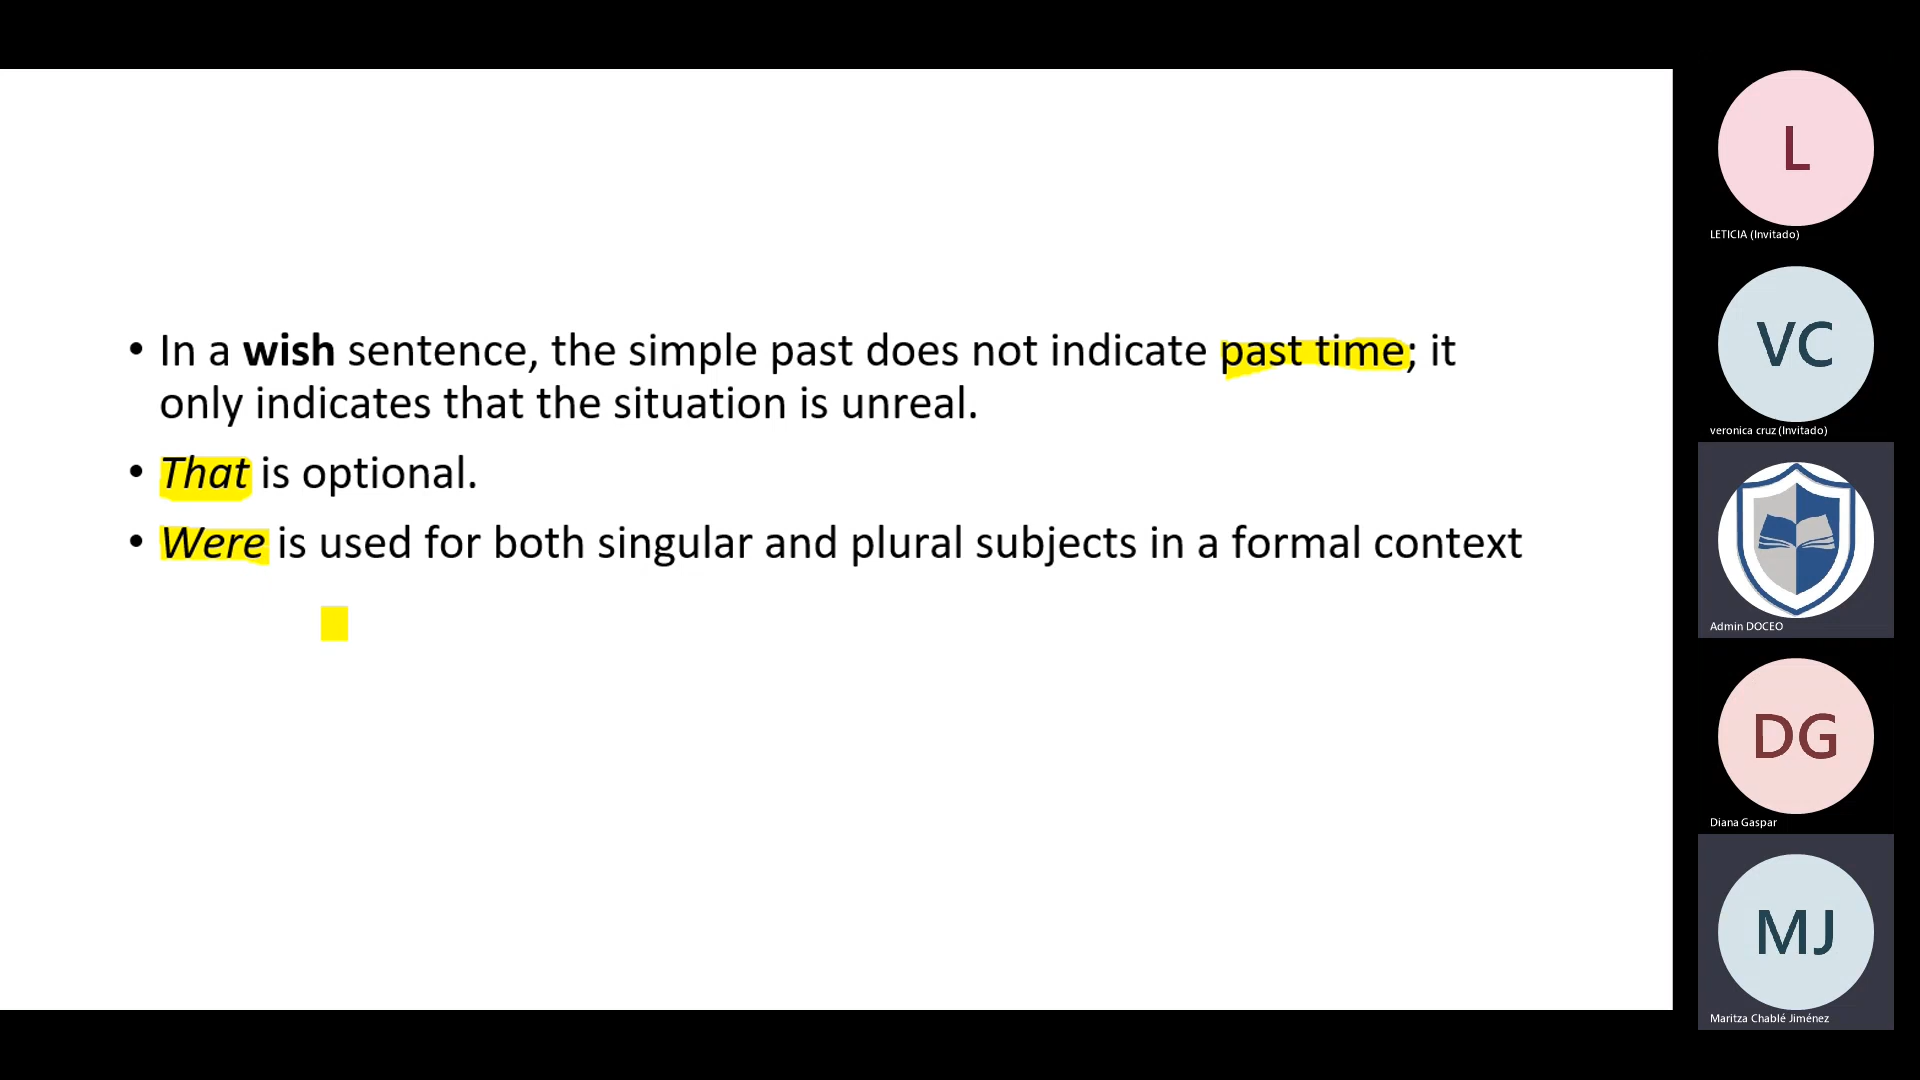 • In a wish sentence, the simple past does not indicate past time; it
only indicates that the situation is unreal.
• That is optional.
• Were is used for both singular and plural subjects in a formal context
L
LETICIA (Invitado)
VC
veronica cruz (Invitado)
Admin DOCEO
DG
Diana Gaspar
MJ
Maritza Chablé Jiménez